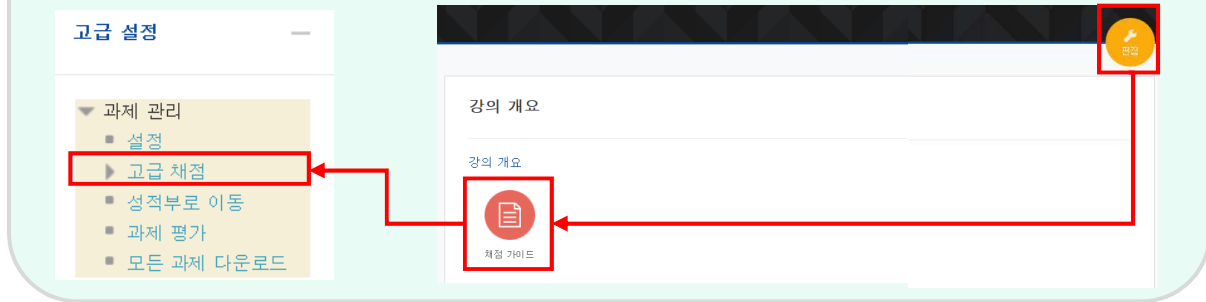 고급 설정
과제 관리
설정
고급 채점
성적부로 이동
과제 평가
모든 과제 다운로드
편집
강의 개요
강의 개요
채점 가이드